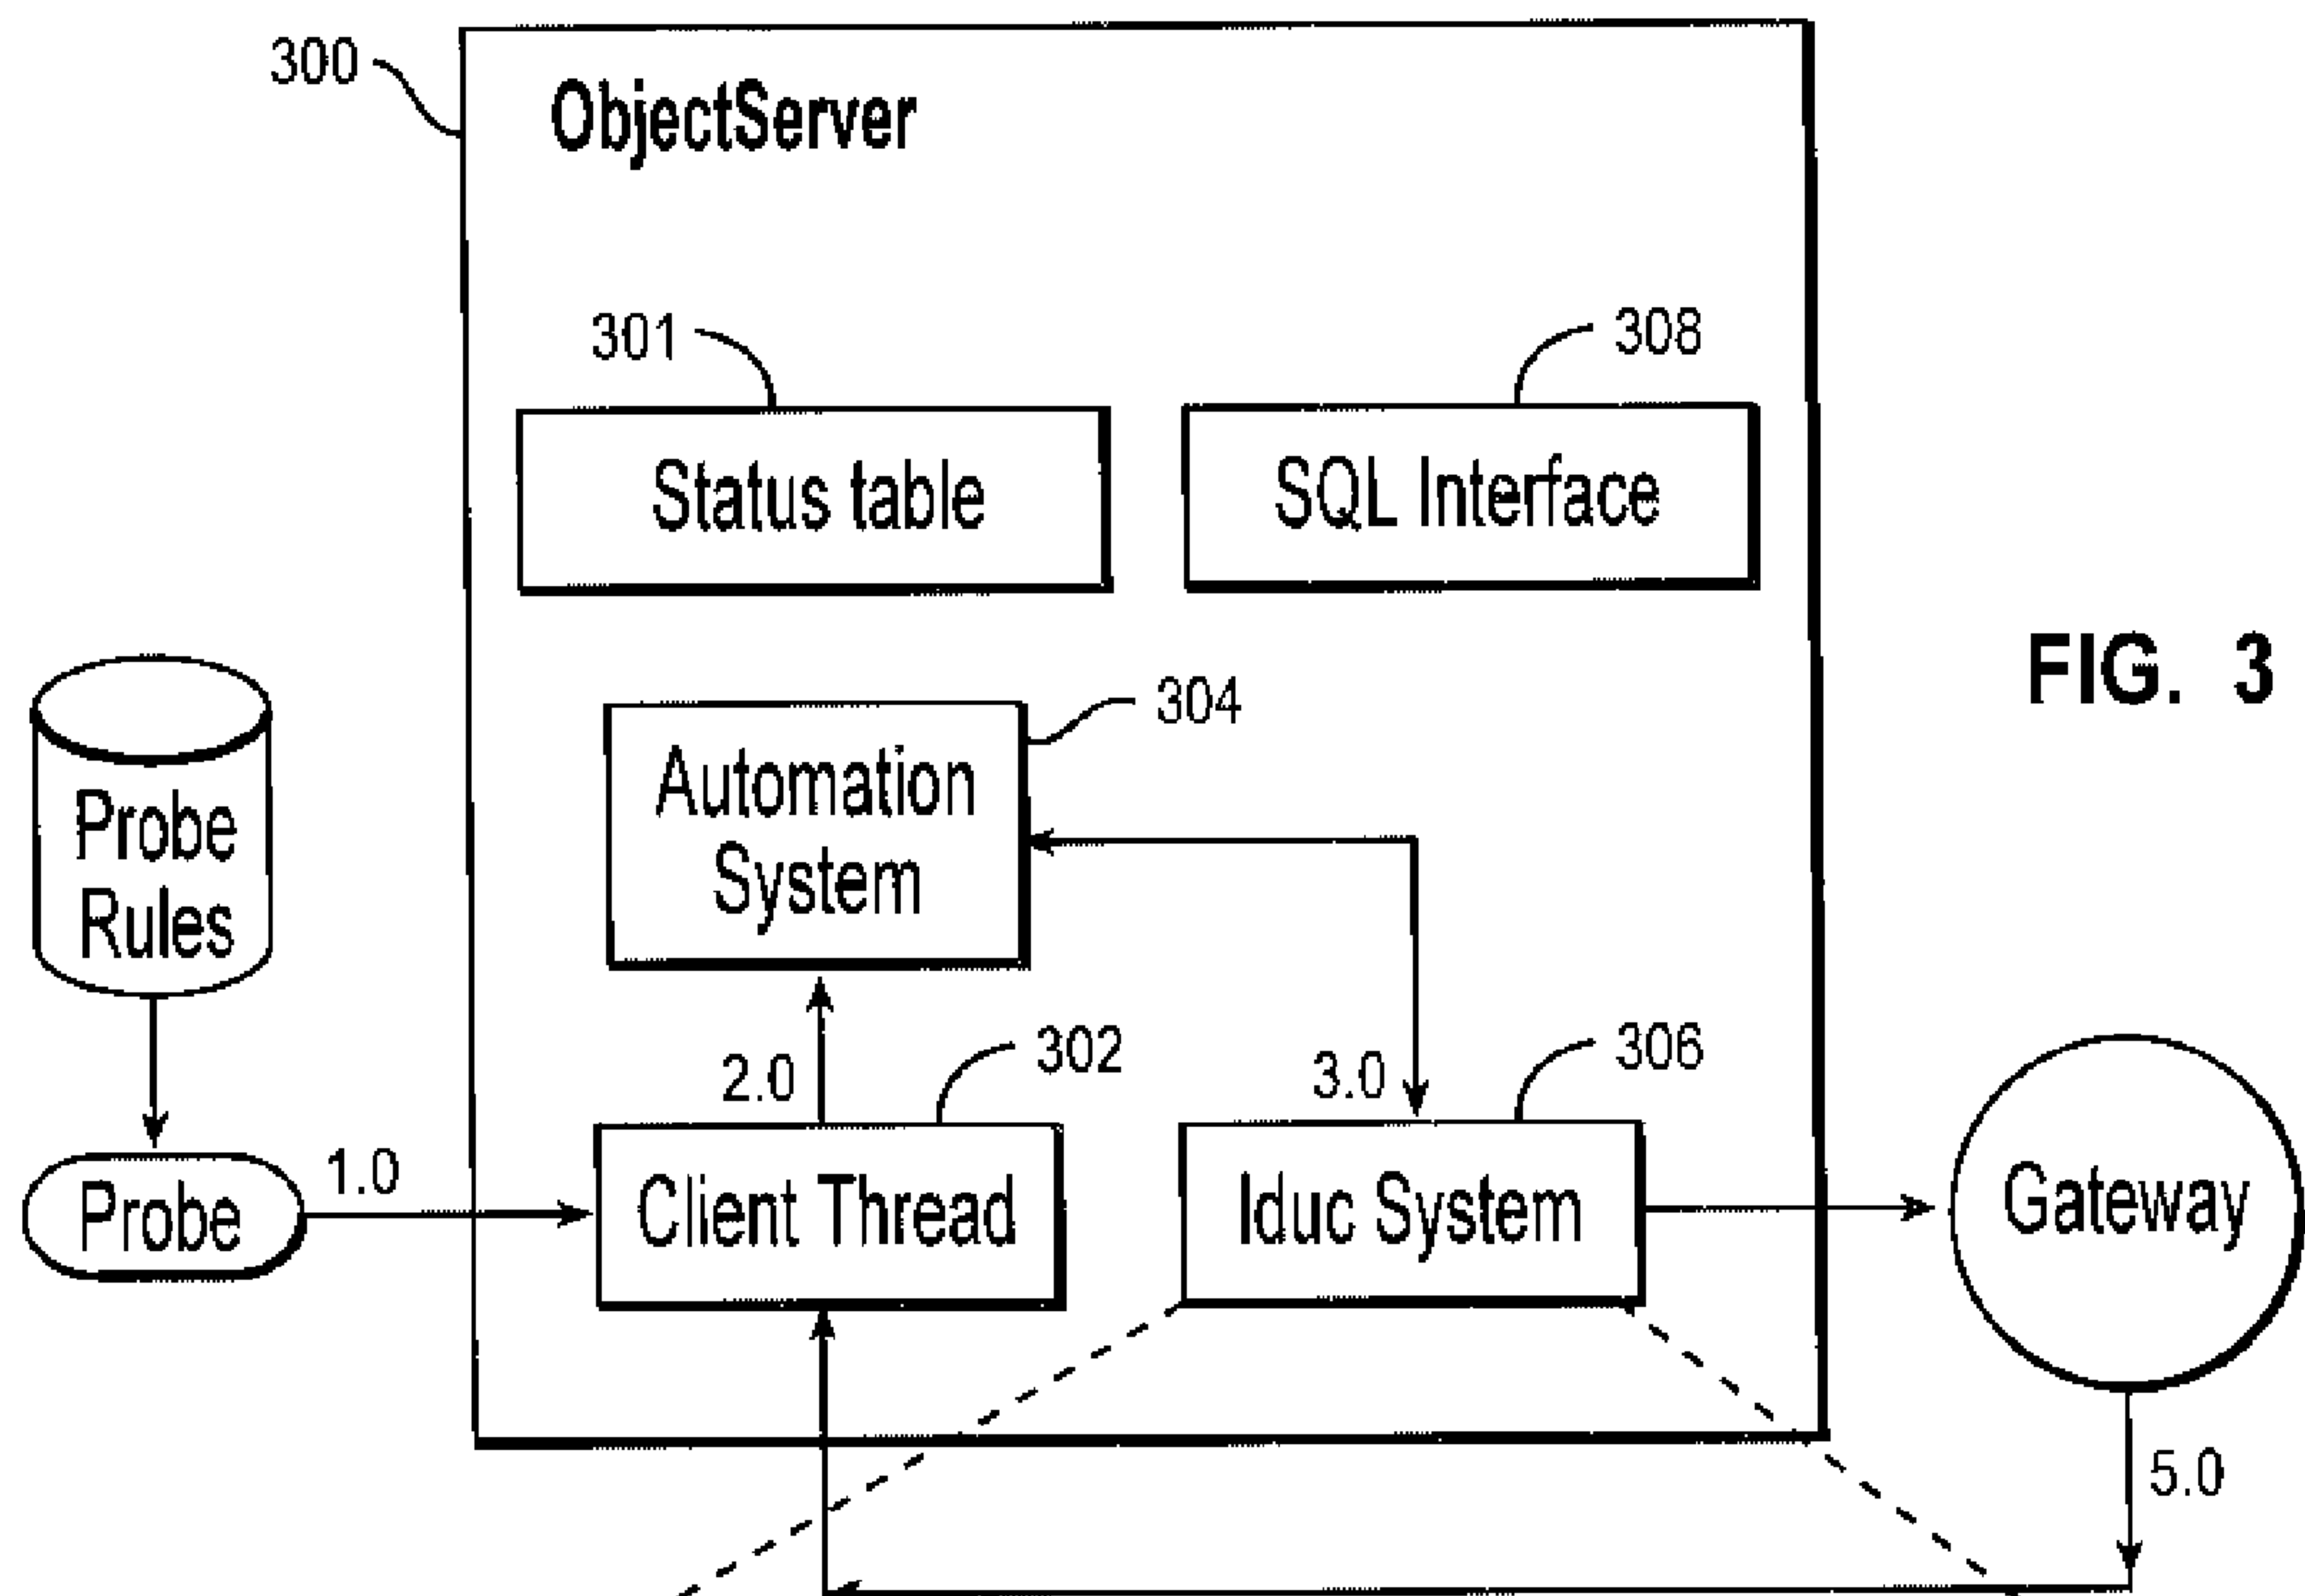 300
ObjectServer
301
308
Status table
SQL Interface
FIG. 3
304
Automation
System
Probe
Rules
2.0
302
3.0
306
1.0
Probe
Client Thread
Iduc System
Gateway
5.0